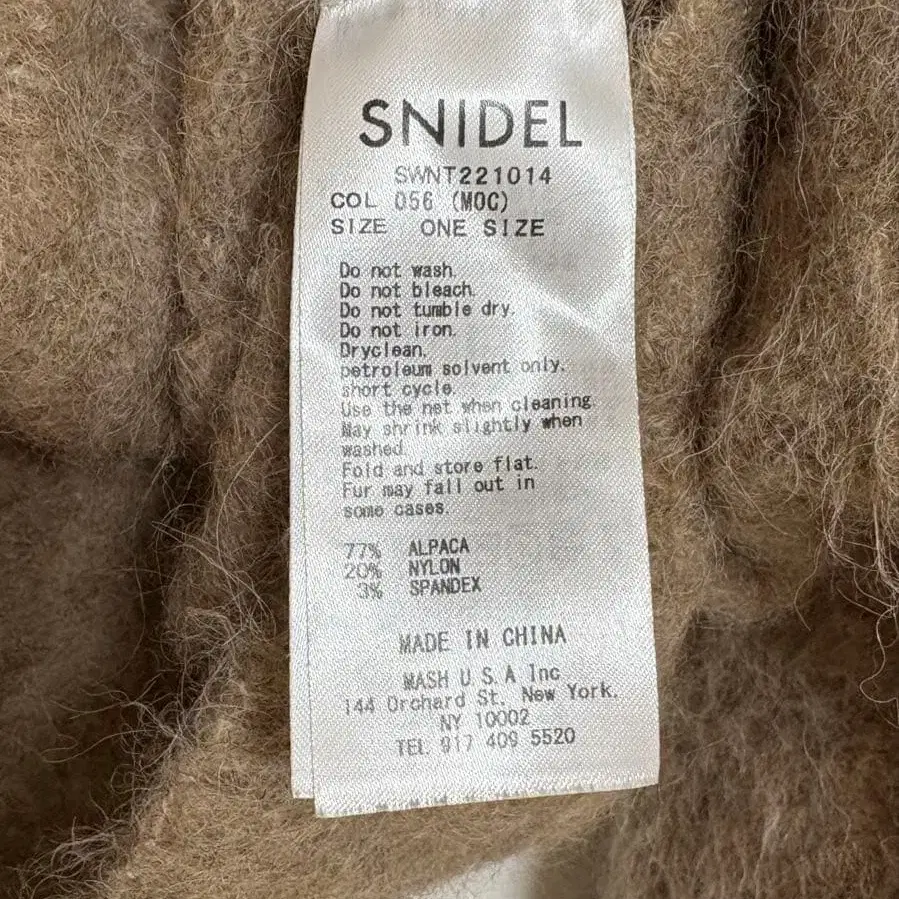 SNIDEL
SWNT221014
COL 056 (MOC)
SIZE ONE SIZE
Do not wash.
Do not bleach.
Do not tumble dry.
Do not iron.
Dryclean.
petroleum solvent only.
short cycle.
Use the net when cleaning.
May shrink slightly when
washed.
Fold and store flat.
Fur may fall out in
some cases.
77% ALPACA
20% NYLON
3% SPANDEX
MADE IN CHINA
MASH U.S.A Inc
144 Orchard St, New York.
NY 10002
TEL 917 409 5520